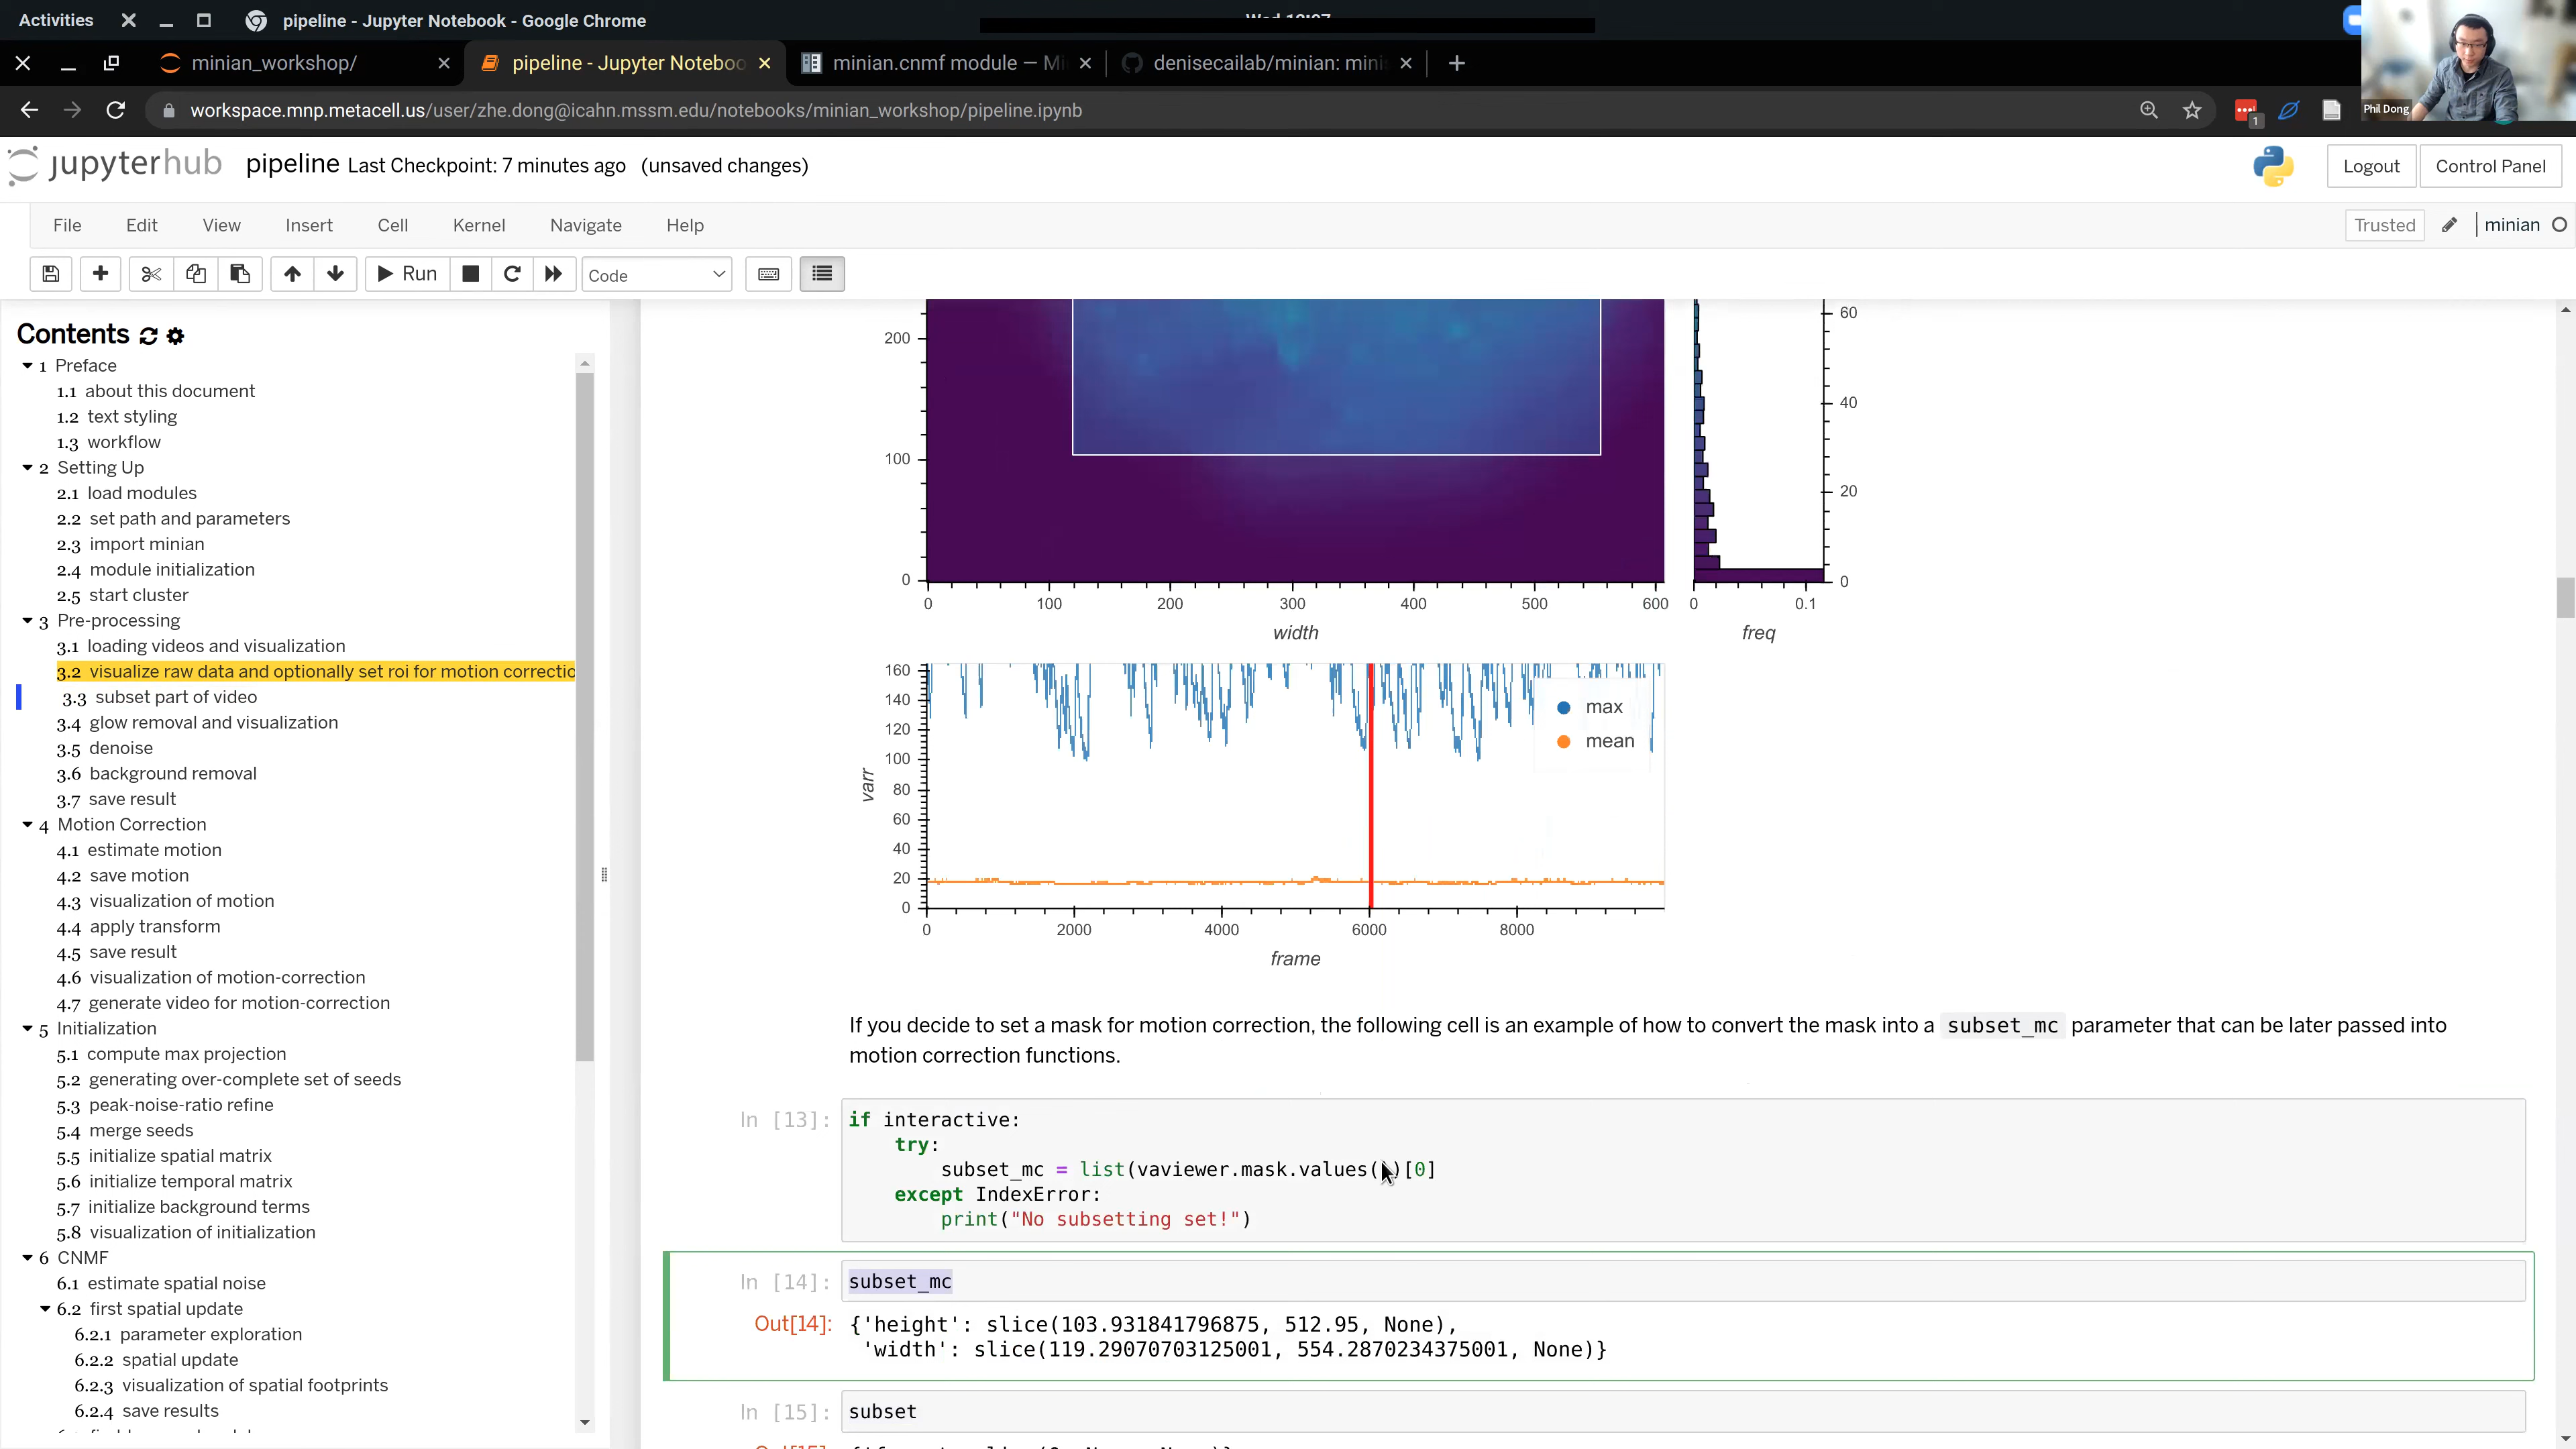 Activities
pipeline - Jupyter Notebook - Google Chrome
minian_workshop/
pipeline - Jupyter Noteboo
minian.cnmf module — Mi
denisecailab/minian: mini
workspace.mnp.metacell.us/user/zhe.dong@icahn.mssm.edu/notebooks/minian_workshop/pipeline.ipynb
1
Phil Dong
jupyterhub
pipeline Last Checkpoint: 7 minutes ago (unsaved changes)
Logout
Control Panel
File Edit View Insert Cell Kernel Navigate Help
Trusted
minian
Run
Code
Contents
1 Preface
1.1 about this document
1.2 text styling
1.3 workflow
2 Setting Up
2.1 load modules
2.2 set path and parameters
2.3 import minian
2.4 module initialization
2.5 start cluster
3 Pre-processing
3.1 loading videos and visualization
3.2 visualize raw data and optionally set roi for motion correctio
3.3 subset part of video
3.4 glow removal and visualization
3.5 denoise
3.6 background removal
3.7 save result
4 Motion Correction
4.1 estimate motion
4.2 save motion
4.3 visualization of motion
4.4 apply transform
4.5 save result
4.6 visualization of motion-correction
4.7 generate video for motion-correction
5 Initialization
5.1 compute max projection
5.2 generating over-complete set of seeds
5.3 peak-noise-ratio refine
5.4 merge seeds
5.5 initialize spatial matrix
5.6 initialize temporal matrix
5.7 initialize background terms
5.8 visualization of initialization
6 CNMF
6.1 estimate spatial noise
6.2 first spatial update
6.2.1 parameter exploration
6.2.2 spatial update
6.2.3 visualization of spatial footprints
6.2.4 save results
200
100
0
0 100 200 300 400 500 600
width
60
40
20
0
0 0.1
freq
160
140
120
100
80
60
40
20
0
varr
max
mean
0 2000 4000 6000 8000
frame
If you decide to set a mask for motion correction, the following cell is an example of how to convert the mask into a subset_mc parameter that can be later passed into
motion correction functions.
In [13]:
if interactive:
try:
subset_mc = list(vaviewer.mask.values())[0]
except IndexError:
print("No subsetting set!")
In [14]:
subset_mc
Out[14]:
{'height': slice(103.931841796875, 512.95, None),
'width': slice(119.29070703125001, 554.2870234375001, None)}
In [15]:
subset